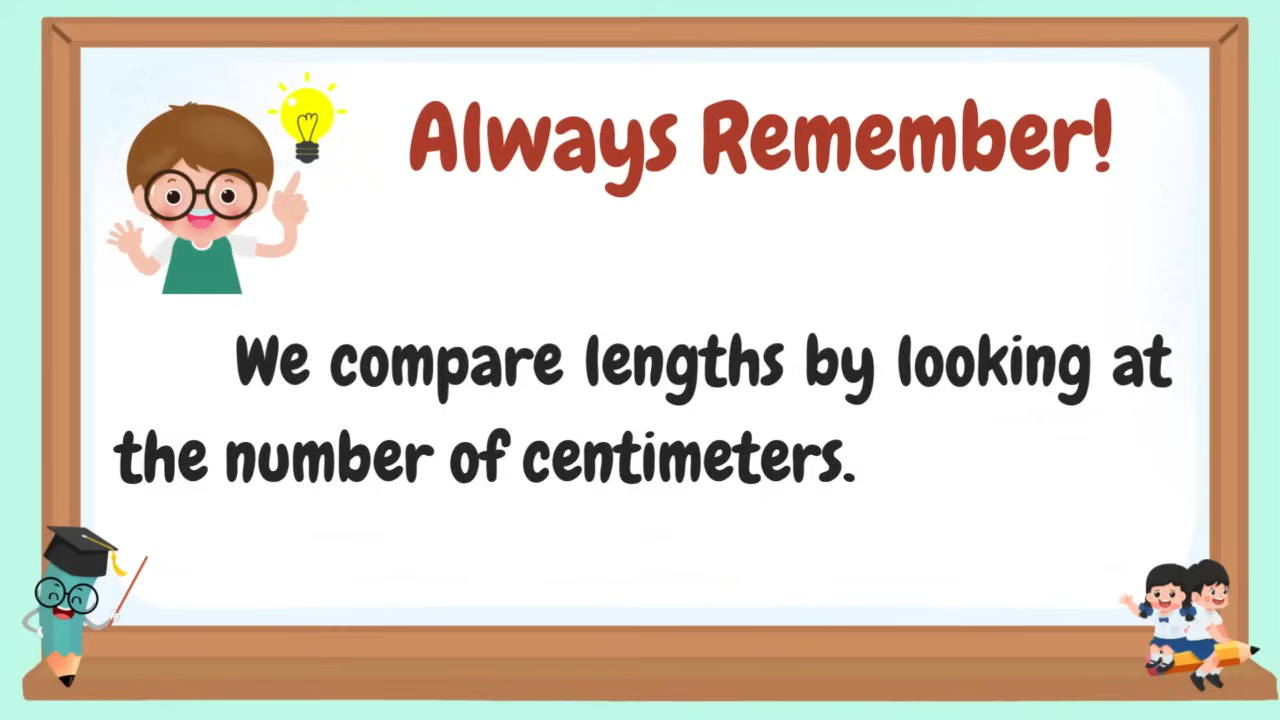 Always Remember!
We compare lengths by looking at
the number of centimeters.